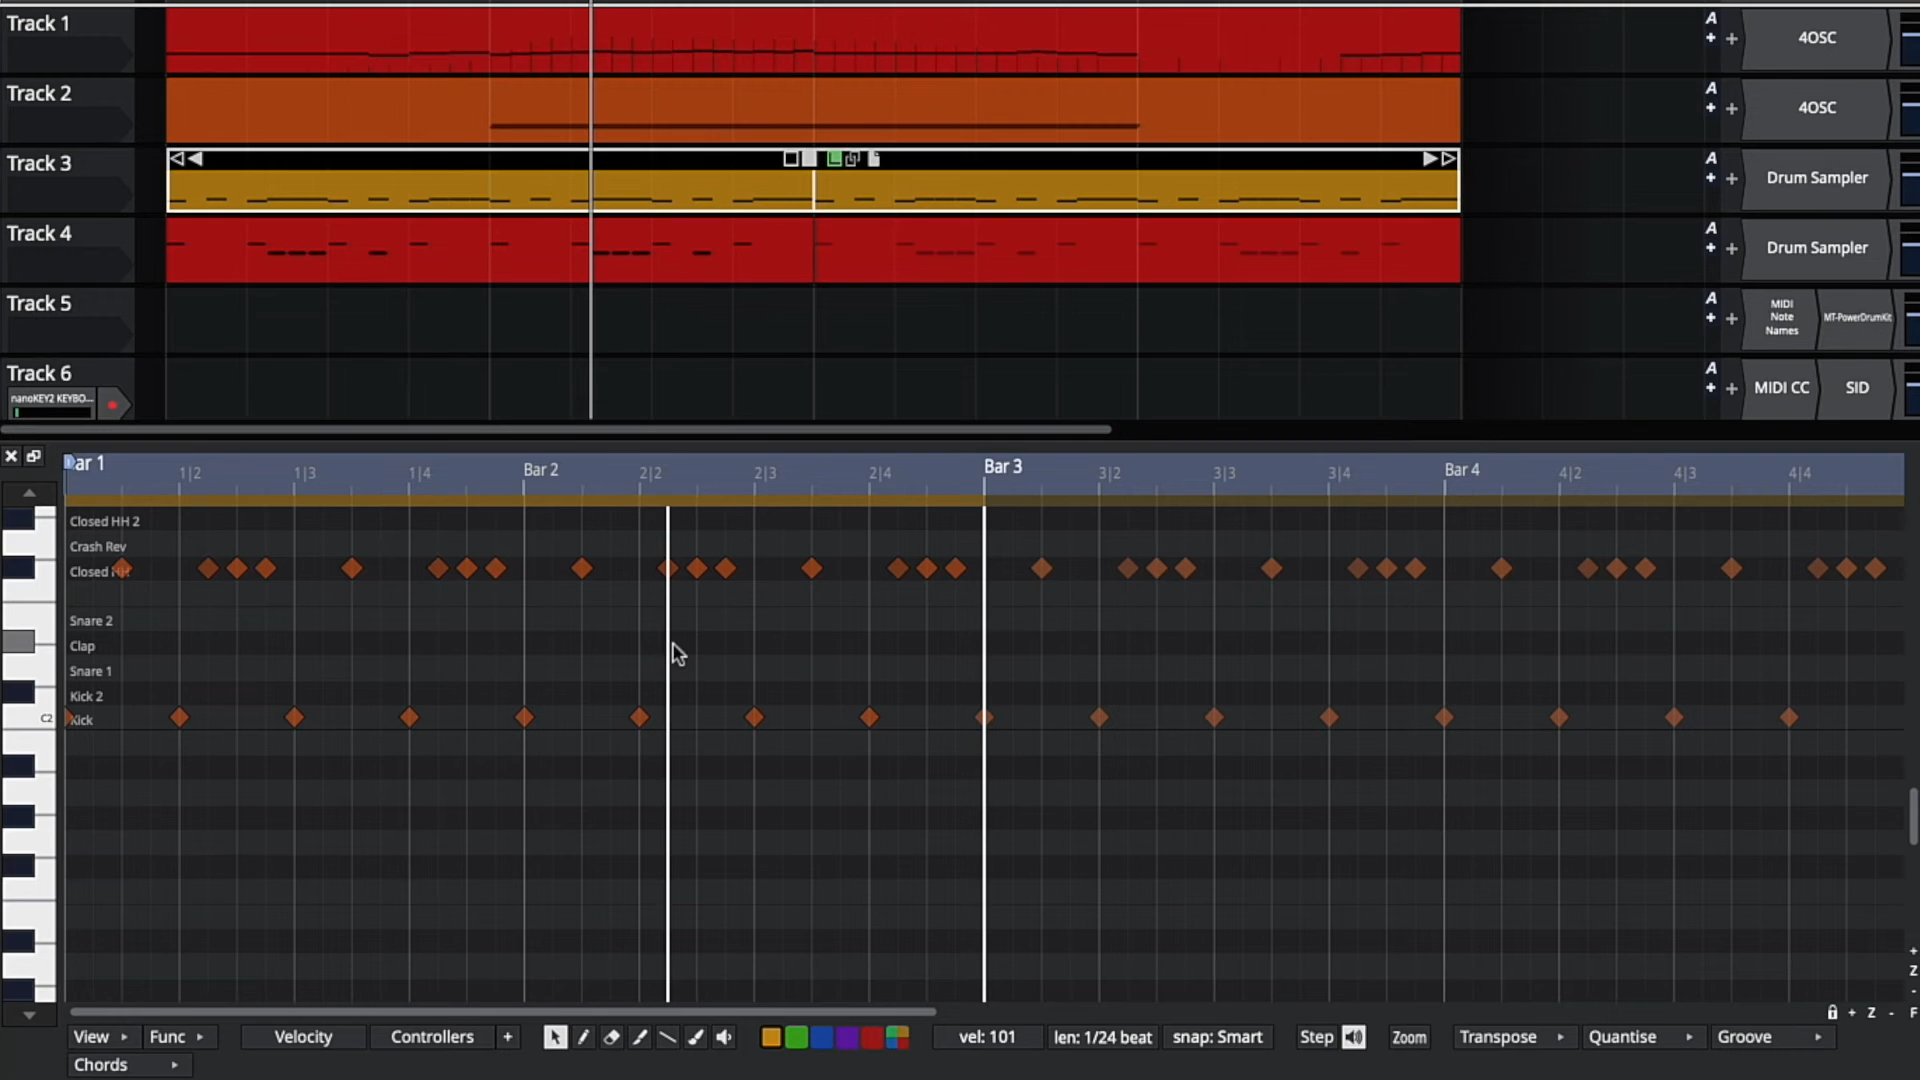 Track 1
A
4OSC
Track 2
A
4OSC
Track 3
A
Drum Sampler
Track 4
A
Drum Sampler
Track 5
A
MIDI Note Names
MT-PowerDrumKit
Track 6
nanoKEY2 KEYBO...
A
MIDI CC
SID
ar 1
1|2
1|3
1|4
Bar 2
2|2
2|3
2|4
Bar 3
3|2
3|3
3|4
Bar 4
4|2
4|3
4|4
Closed HH 2
Crash Rev
Closed HH
Snare 2
Clap
Snare 1
Kick 2
C2
Kick
+
Z
-
+ Z - F
View
Func
Velocity
Controllers
+
vel: 101
len: 1/24 beat
snap: Smart
Step
Zoom
Transpose
Quantise
Groove
Chords